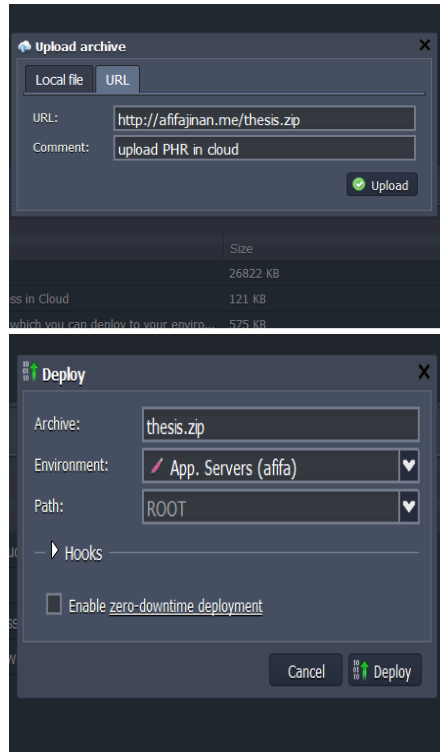 Upload archive
Local file URL
URL: http://afifajinan.me/thesis.zip
Comment: upload PHR in cloud
Upload
Size
26822 KB
ss in Cloud 121 KB
which you can deploy to your enviro... 575 KB
Deploy
Archive: thesis.zip
Environment: App. Servers (afifa)
Path: ROOT
Hooks
Enable zero-downtime deployment
Cancel Deploy